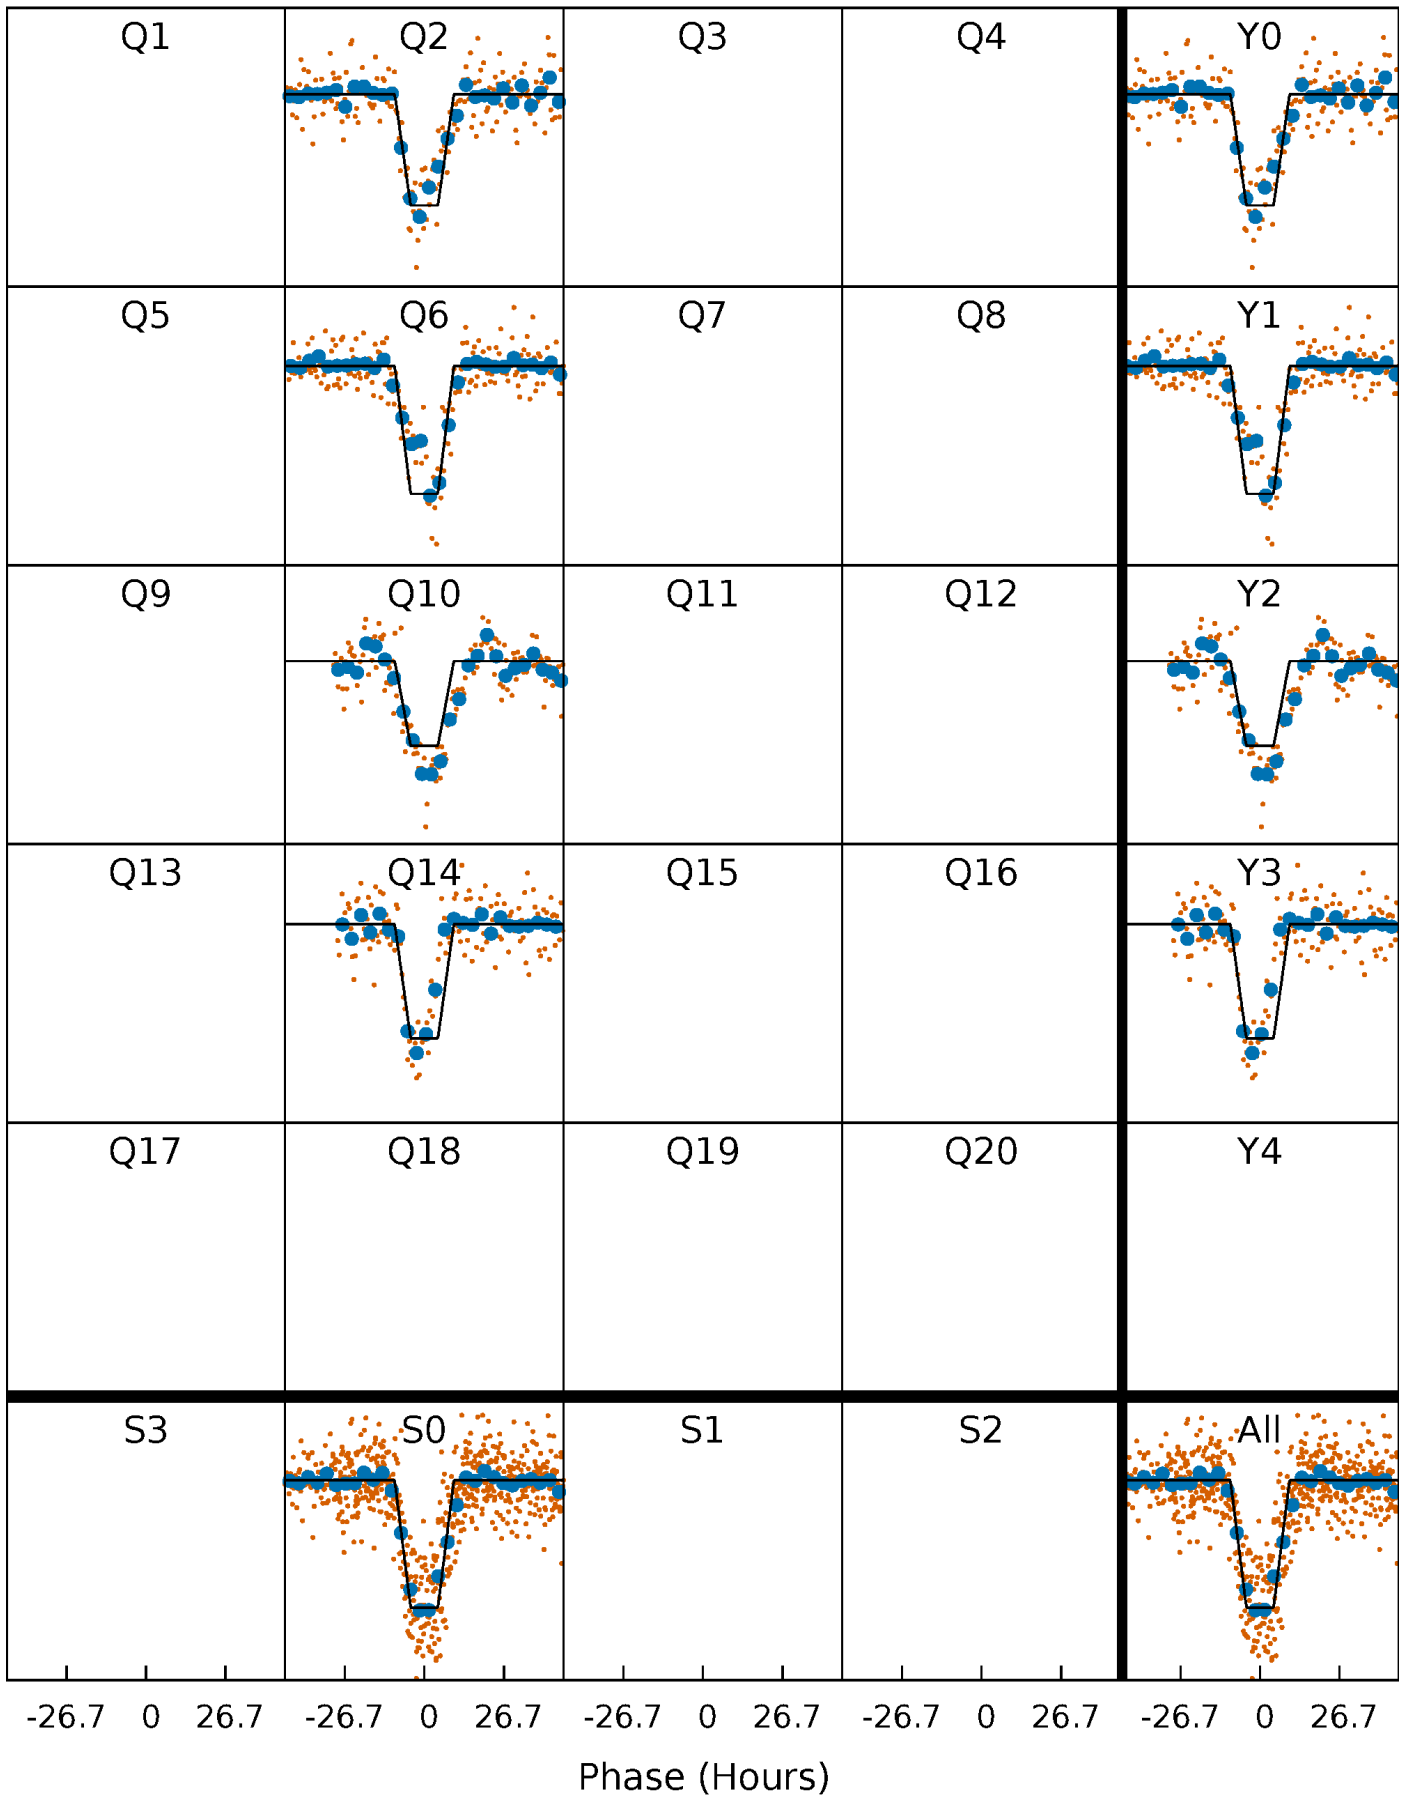 Q1 Q2 Q3 Q4 Y0
Q5 Q6 Q7 Q8 Y1
Q9 Q10 Q11 Q12 Y2
Q13 Q14 Q15 Q16 Y3
Q17 Q18 Q19 Q20 Y4
S3 S0 S1 S2 All
-26.7 0 26.7 -26.7 0 26.7 -26.7 0 26.7 -26.7 0 26.7 -26.7 0 26.7
Phase (Hours)